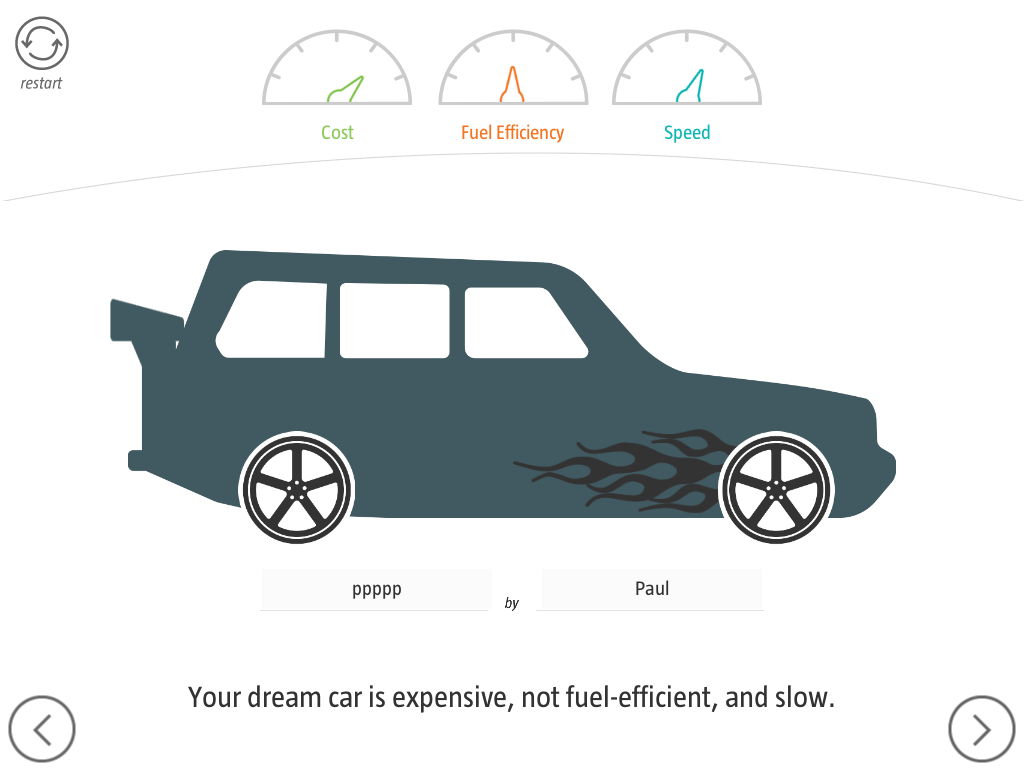 restart
Cost
Fuel Efficiency
Speed
ppppp
by
Paul
Your dream car is expensive, not fuel-efficient, and slow.